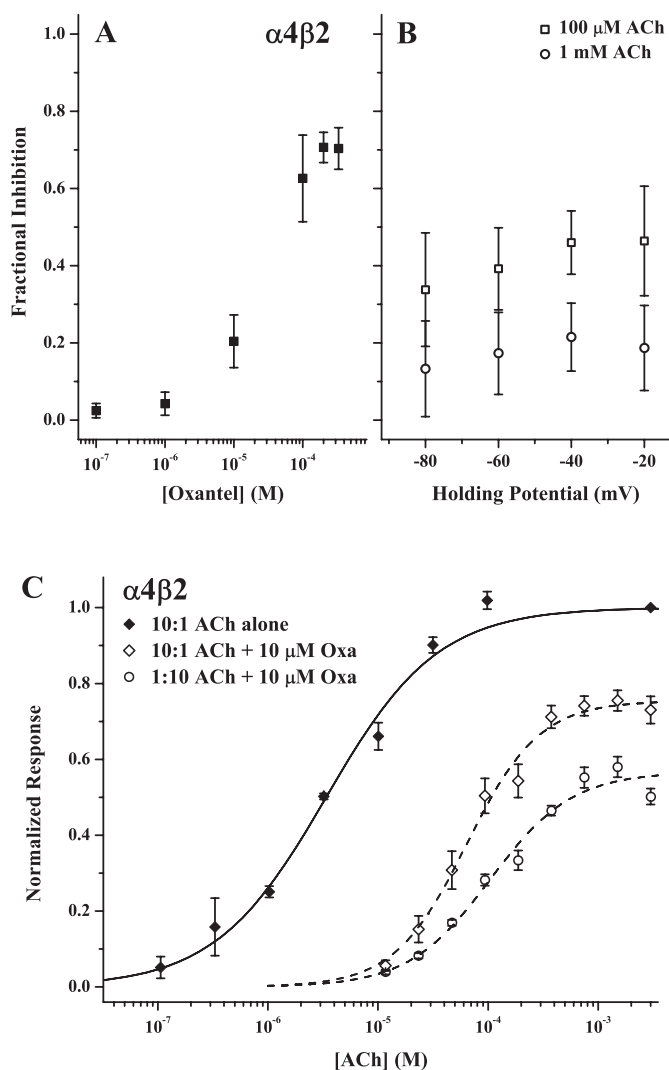 A
α4β2
B
100 μM ACh
1 mM ACh
Fractional Inhibition
1.0
0.8
0.6
0.4
0.2
0.0
10-7
10-6
10-5
10-4
[Oxantel] (M)
-80
-60
-40
-20
Holding Potential (mV)
C
α4β2
10:1 ACh alone
10:1 ACh + 10 μM Oxa
1:10 ACh + 10 μM Oxa
Normalized Response
1.0
0.8
0.6
0.4
0.2
0.0
10-7
10-6
10-5
10-4
10-3
[ACh] (M)